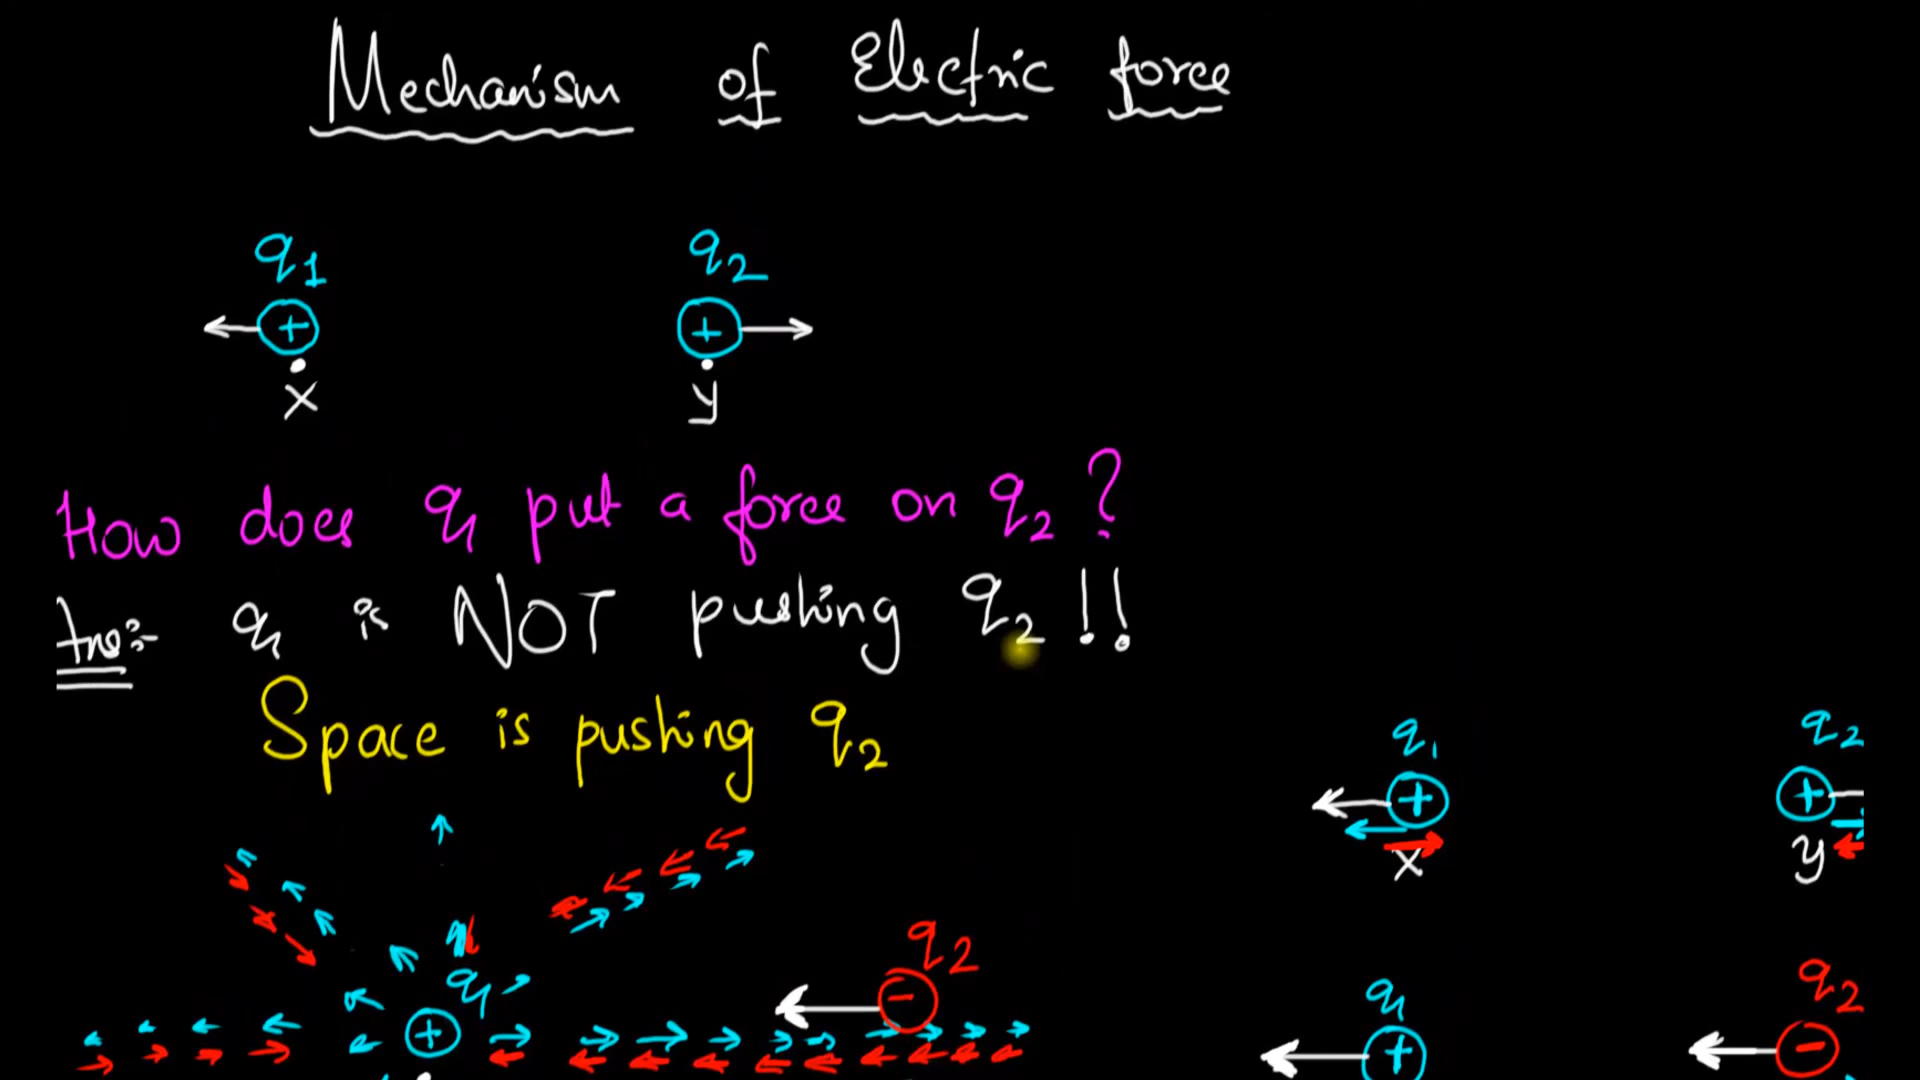 Mechanism of Electric force
q1 q2
+ +
x y
How does q1 put a force on q2 ?
Ans:- q1 is NOT pushing q2 !!
Space is pushing q2
q1 q2
+ +
x y
q2
q1 -
+
q1 q2
+ -